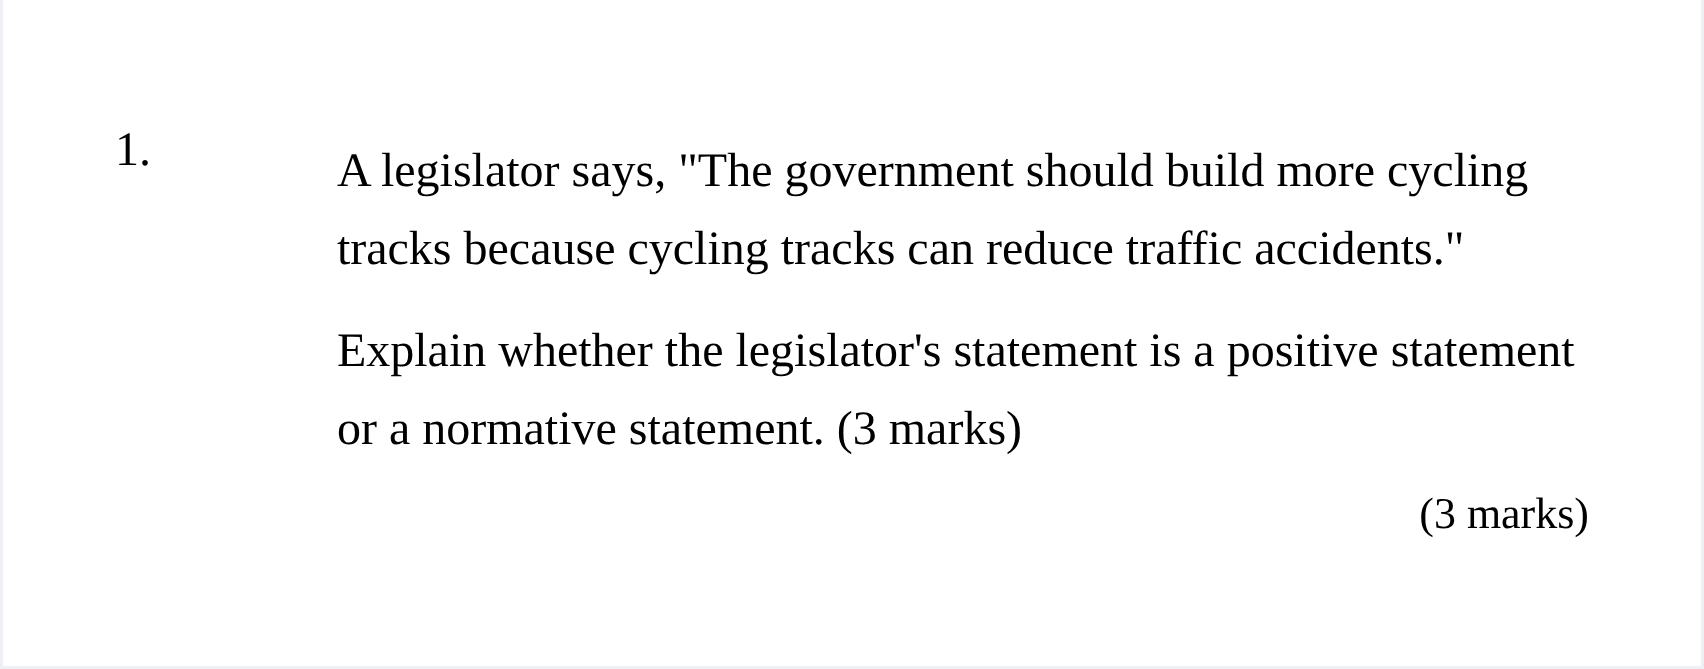 1.
A legislator says, "The government should build more cycling
tracks because cycling tracks can reduce traffic accidents."
Explain whether the legislator's statement is a positive statement
or a normative statement. (3 marks)
(3 marks)